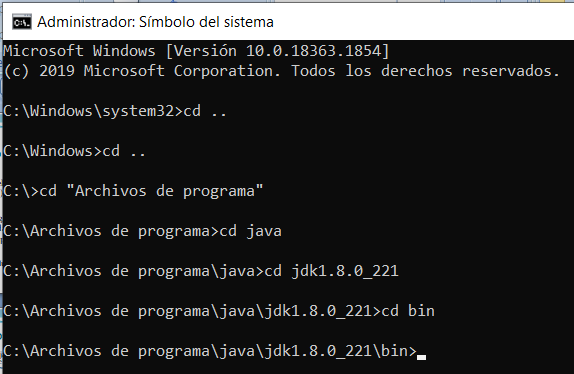 Administrador: Símbolo del sistema
Microsoft Windows [Versión 10.0.18363.1854]
(c) 2019 Microsoft Corporation. Todos los derechos reservados.
C:\Windows\system32>cd ..
C:\Windows>cd ..
C:\>cd "Archivos de programa"
C:\Archivos de programa>cd java
C:\Archivos de programa\java>cd jdk1.8.0_221
C:\Archivos de programa\java\jdk1.8.0_221>cd bin
C:\Archivos de programa\java\jdk1.8.0_221\bin>